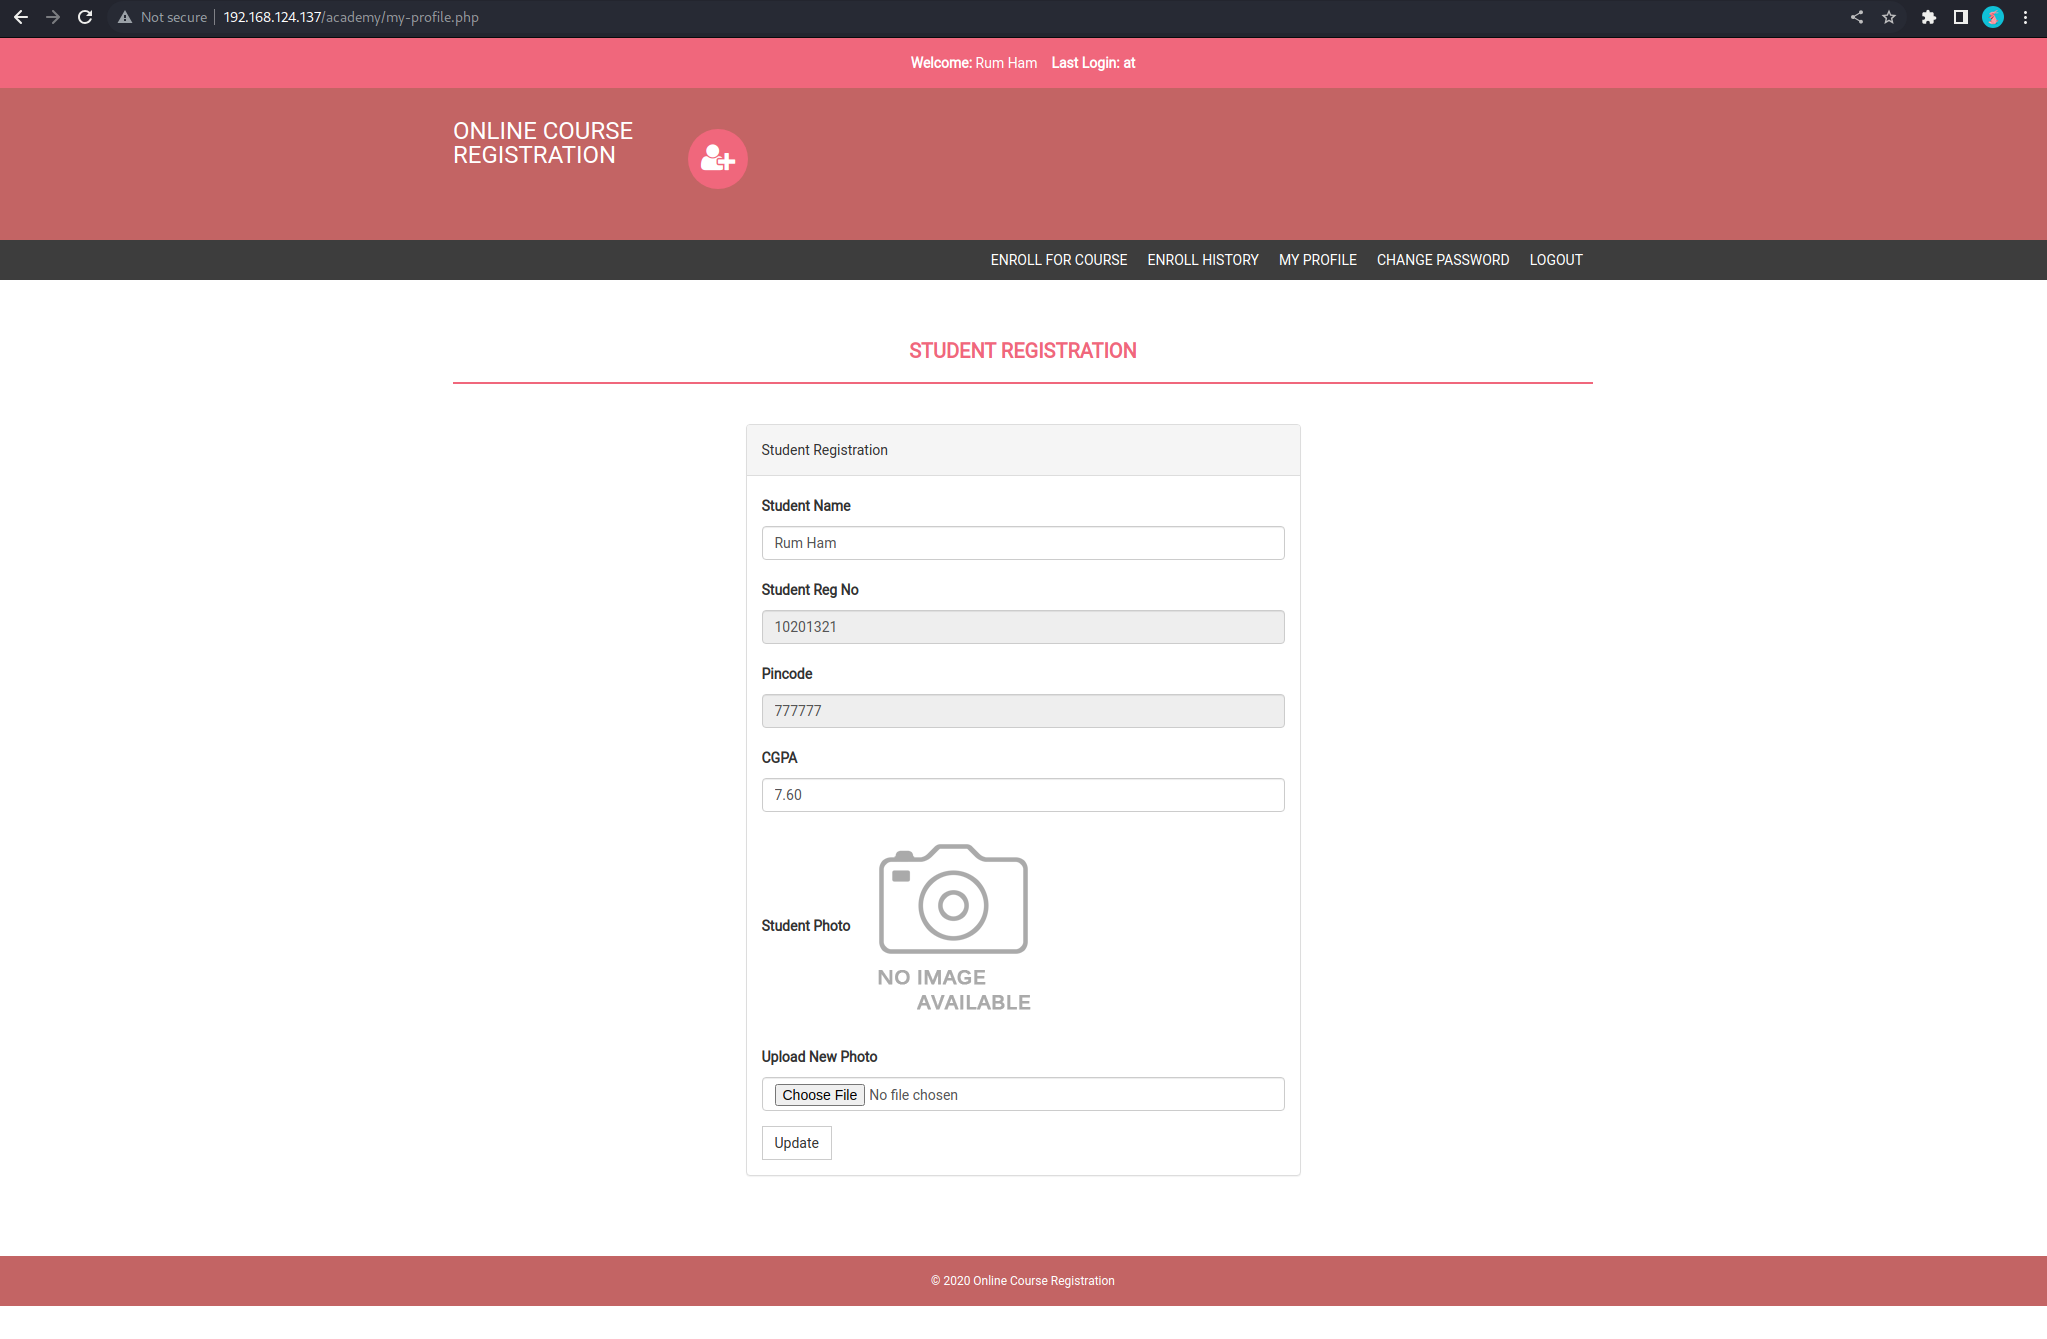 Not secure 192.168.124.137/academy/my-profile.php
Welcome: Rum Ham Last Login: at
ONLINE COURSE
REGISTRATION
ENROLL FOR COURSE ENROLL HISTORY MY PROFILE CHANGE PASSWORD LOGOUT
STUDENT REGISTRATION
Student Registration
Student Name
Rum Ham
Student Reg No
10201321
Pincode
777777
CGPA
7.60
Student Photo
NO IMAGE
AVAILABLE
Upload New Photo
Choose File No file chosen
Update
© 2020 Online Course Registration